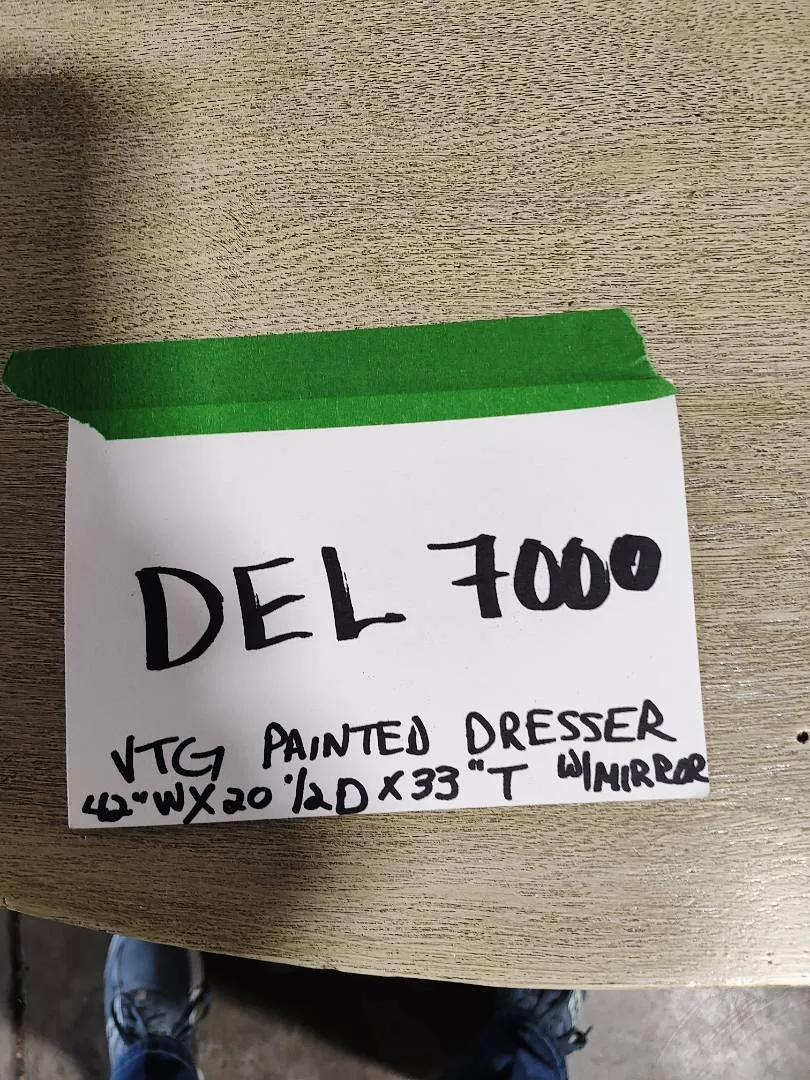 DEL 7000
VTG PAINTED DRESSER
42"W X 20 1/2 D X 33"T W/MIRROR